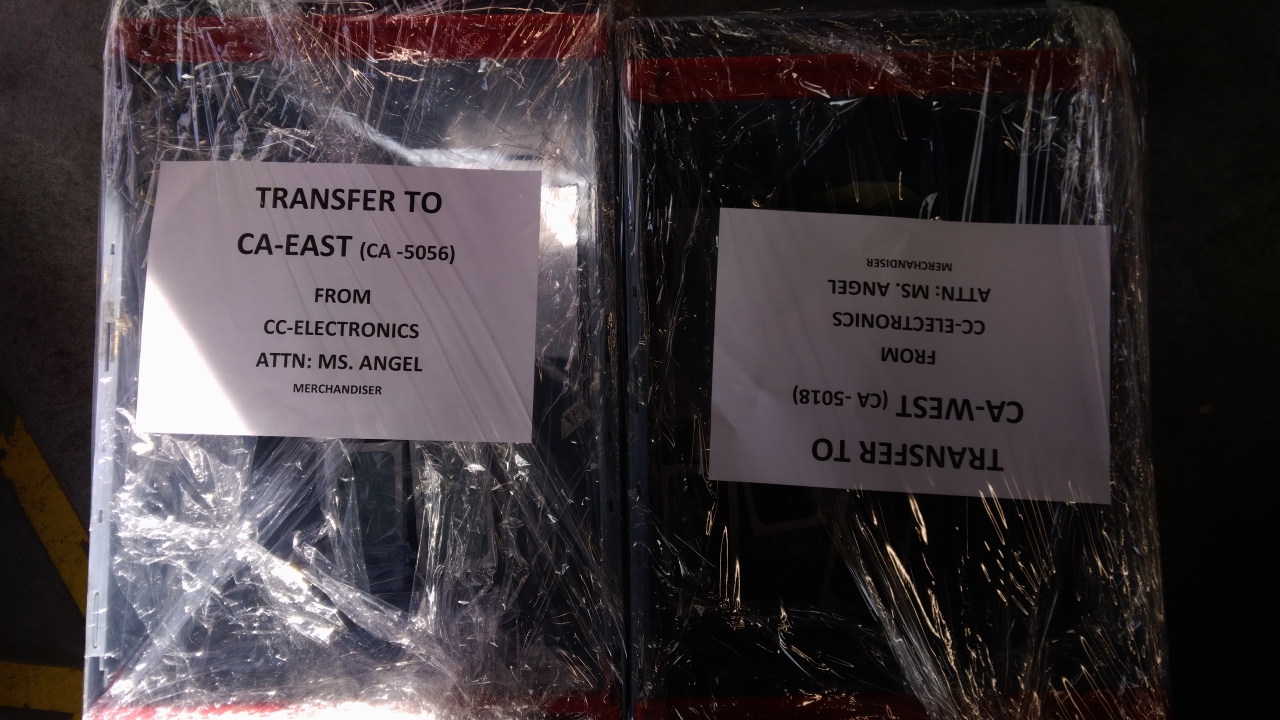 TRANSFER TO
CA-EAST (CA -5056)
FROM
CC-ELECTRONICS
ATTN: MS. ANGEL
MERCHANDISER
TRANSFER TO
CA-WEST (CA -5018)
FROM
CC-ELECTRONICS
ATTN: MS. ANGEL
MERCHANDISER